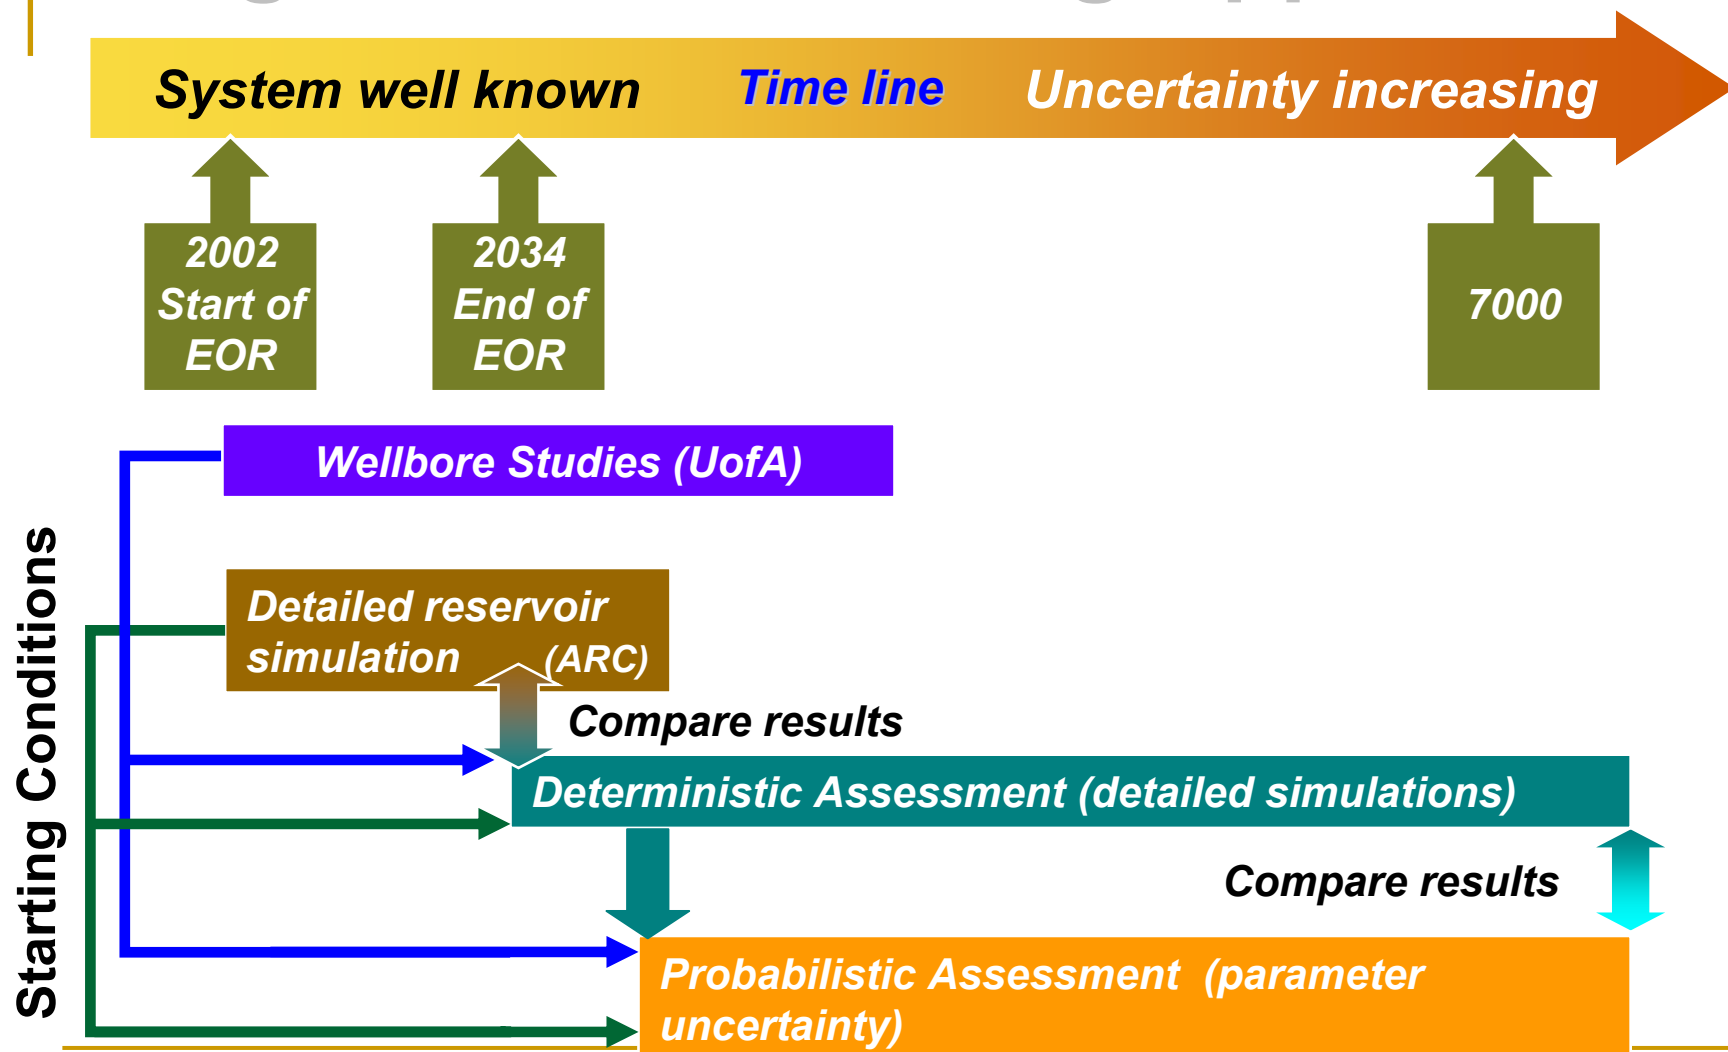 System well known
Time line
Uncertainty increasing
2002
Start of
EOR
2034
End of
EOR
7000
Wellbore Studies (UofA)
Starting Conditions
Detailed reservoir
simulation (ARC)
Compare results
Deterministic Assessment (detailed simulations)
Compare results
Probabilistic Assessment (parameter
uncertainty)